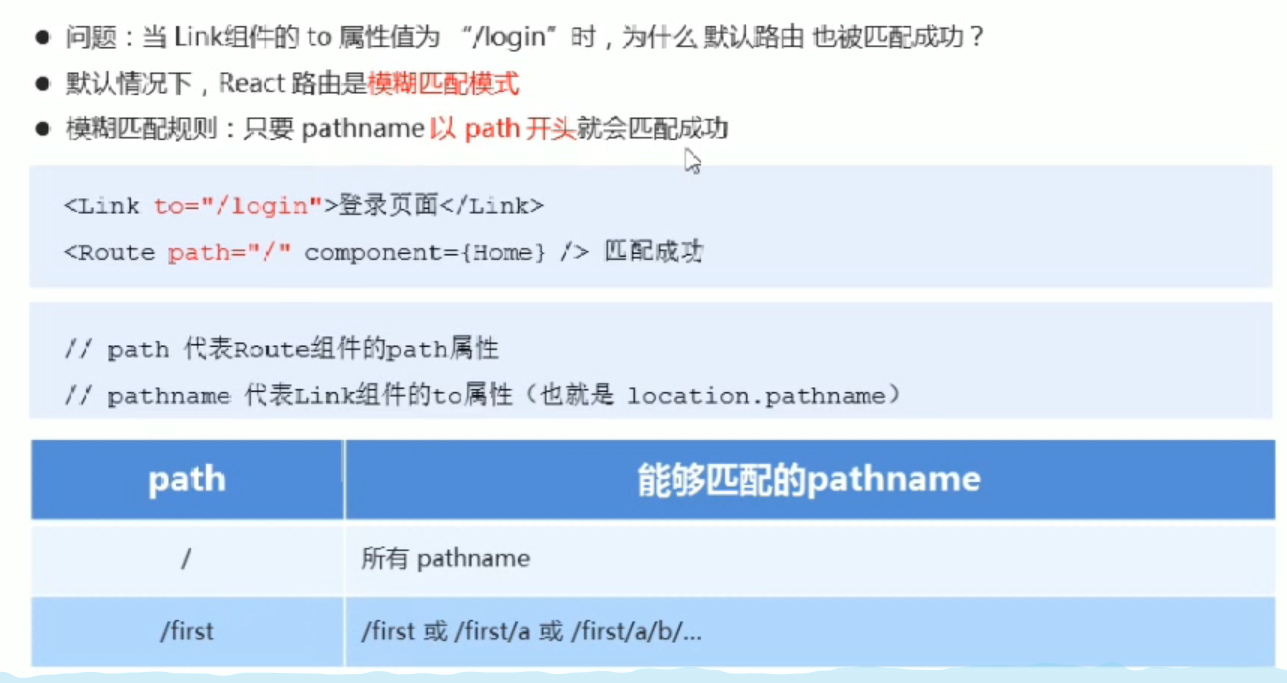 ● 问题：当 Link组件的 to 属性值为 “/login”时，为什么 默认路由 也被匹配成功？
● 默认情况下，React 路由是模糊匹配模式
● 模糊匹配规则：只要 pathname 以 path 开头就会匹配成功
<Link to="/login">登录页面</Link>
<Route path="/" component={Home} /> 匹配成功
// path 代表Route组件的path属性
// pathname 代表Link组件的to属性（也就是 location.pathname）
path 能够匹配的pathname
/ 所有 pathname
/first /first 或 /first/a 或 /first/a/b/...